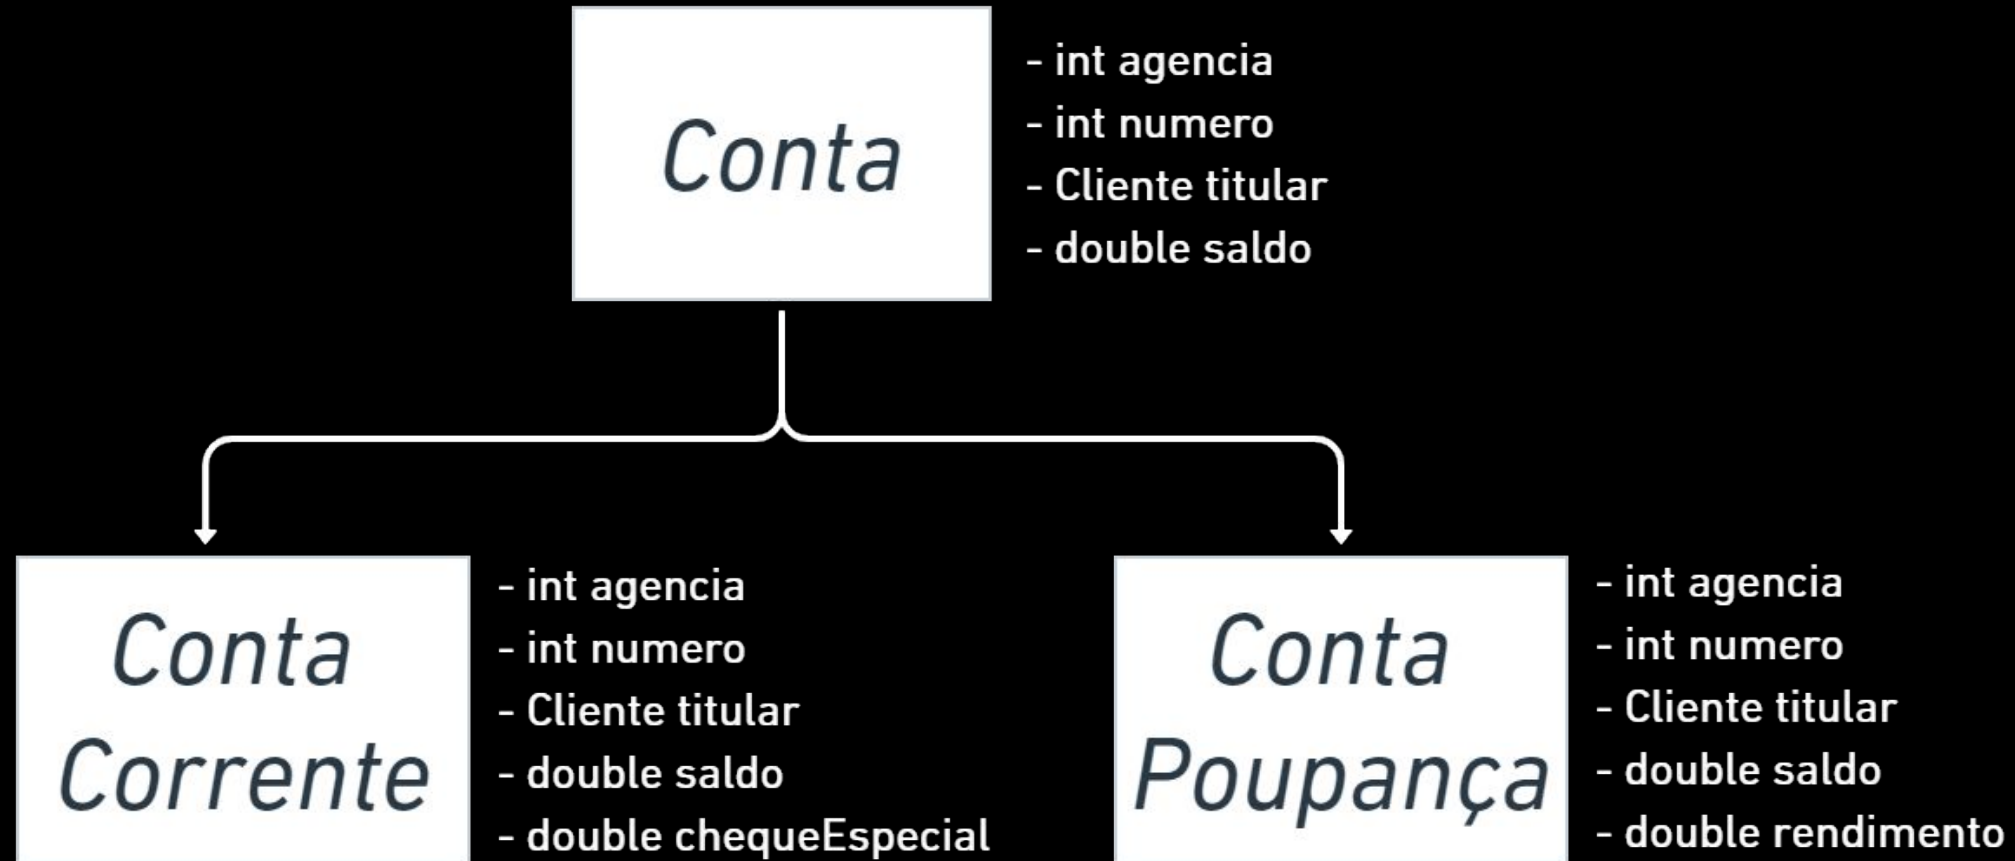 Conta
- int agencia
- int numero
- Cliente titular
- double saldo
Conta
Corrente
- int agencia
- int numero
- Cliente titular
- double saldo
- double chequeEspecial
Conta
Poupança
- int agencia
- int numero
- Cliente titular
- double saldo
- double rendimento